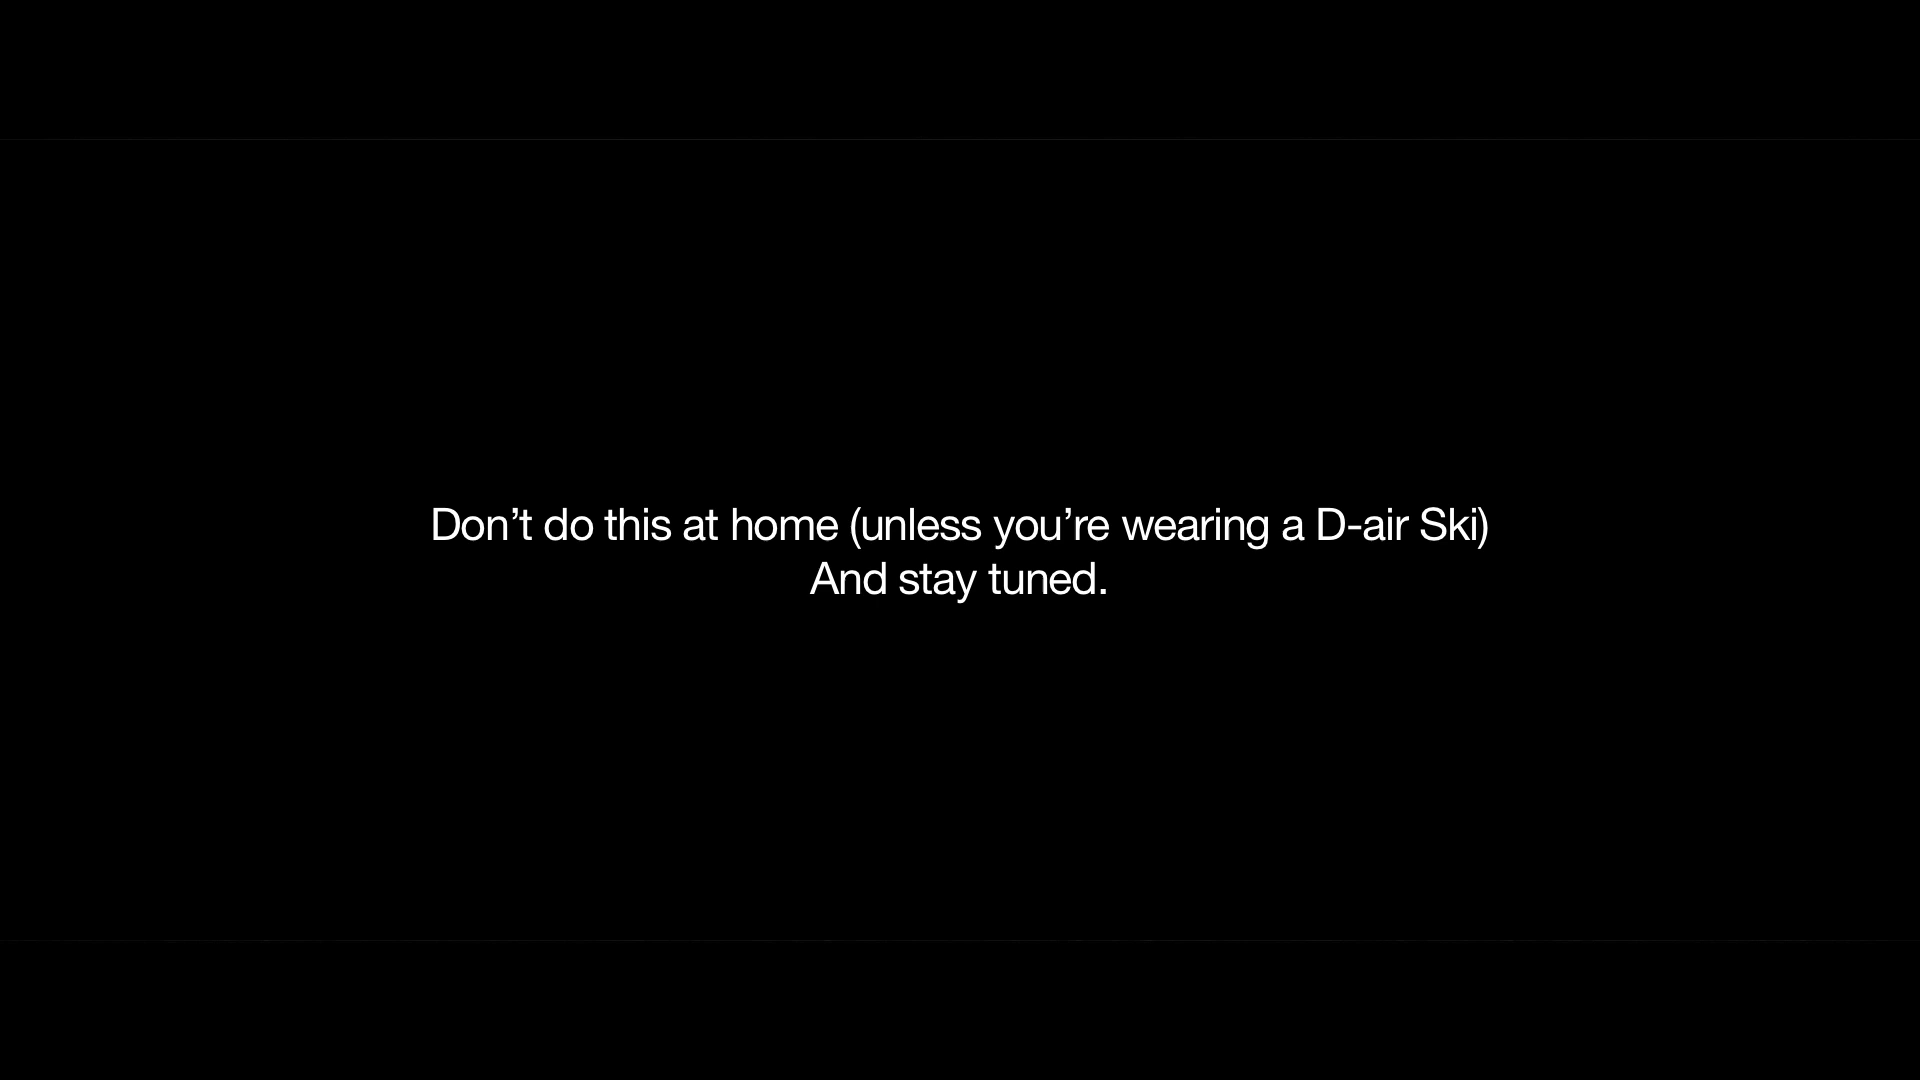 Don’t do this at home (unless you’re wearing a D-air Ski)
And stay tuned.